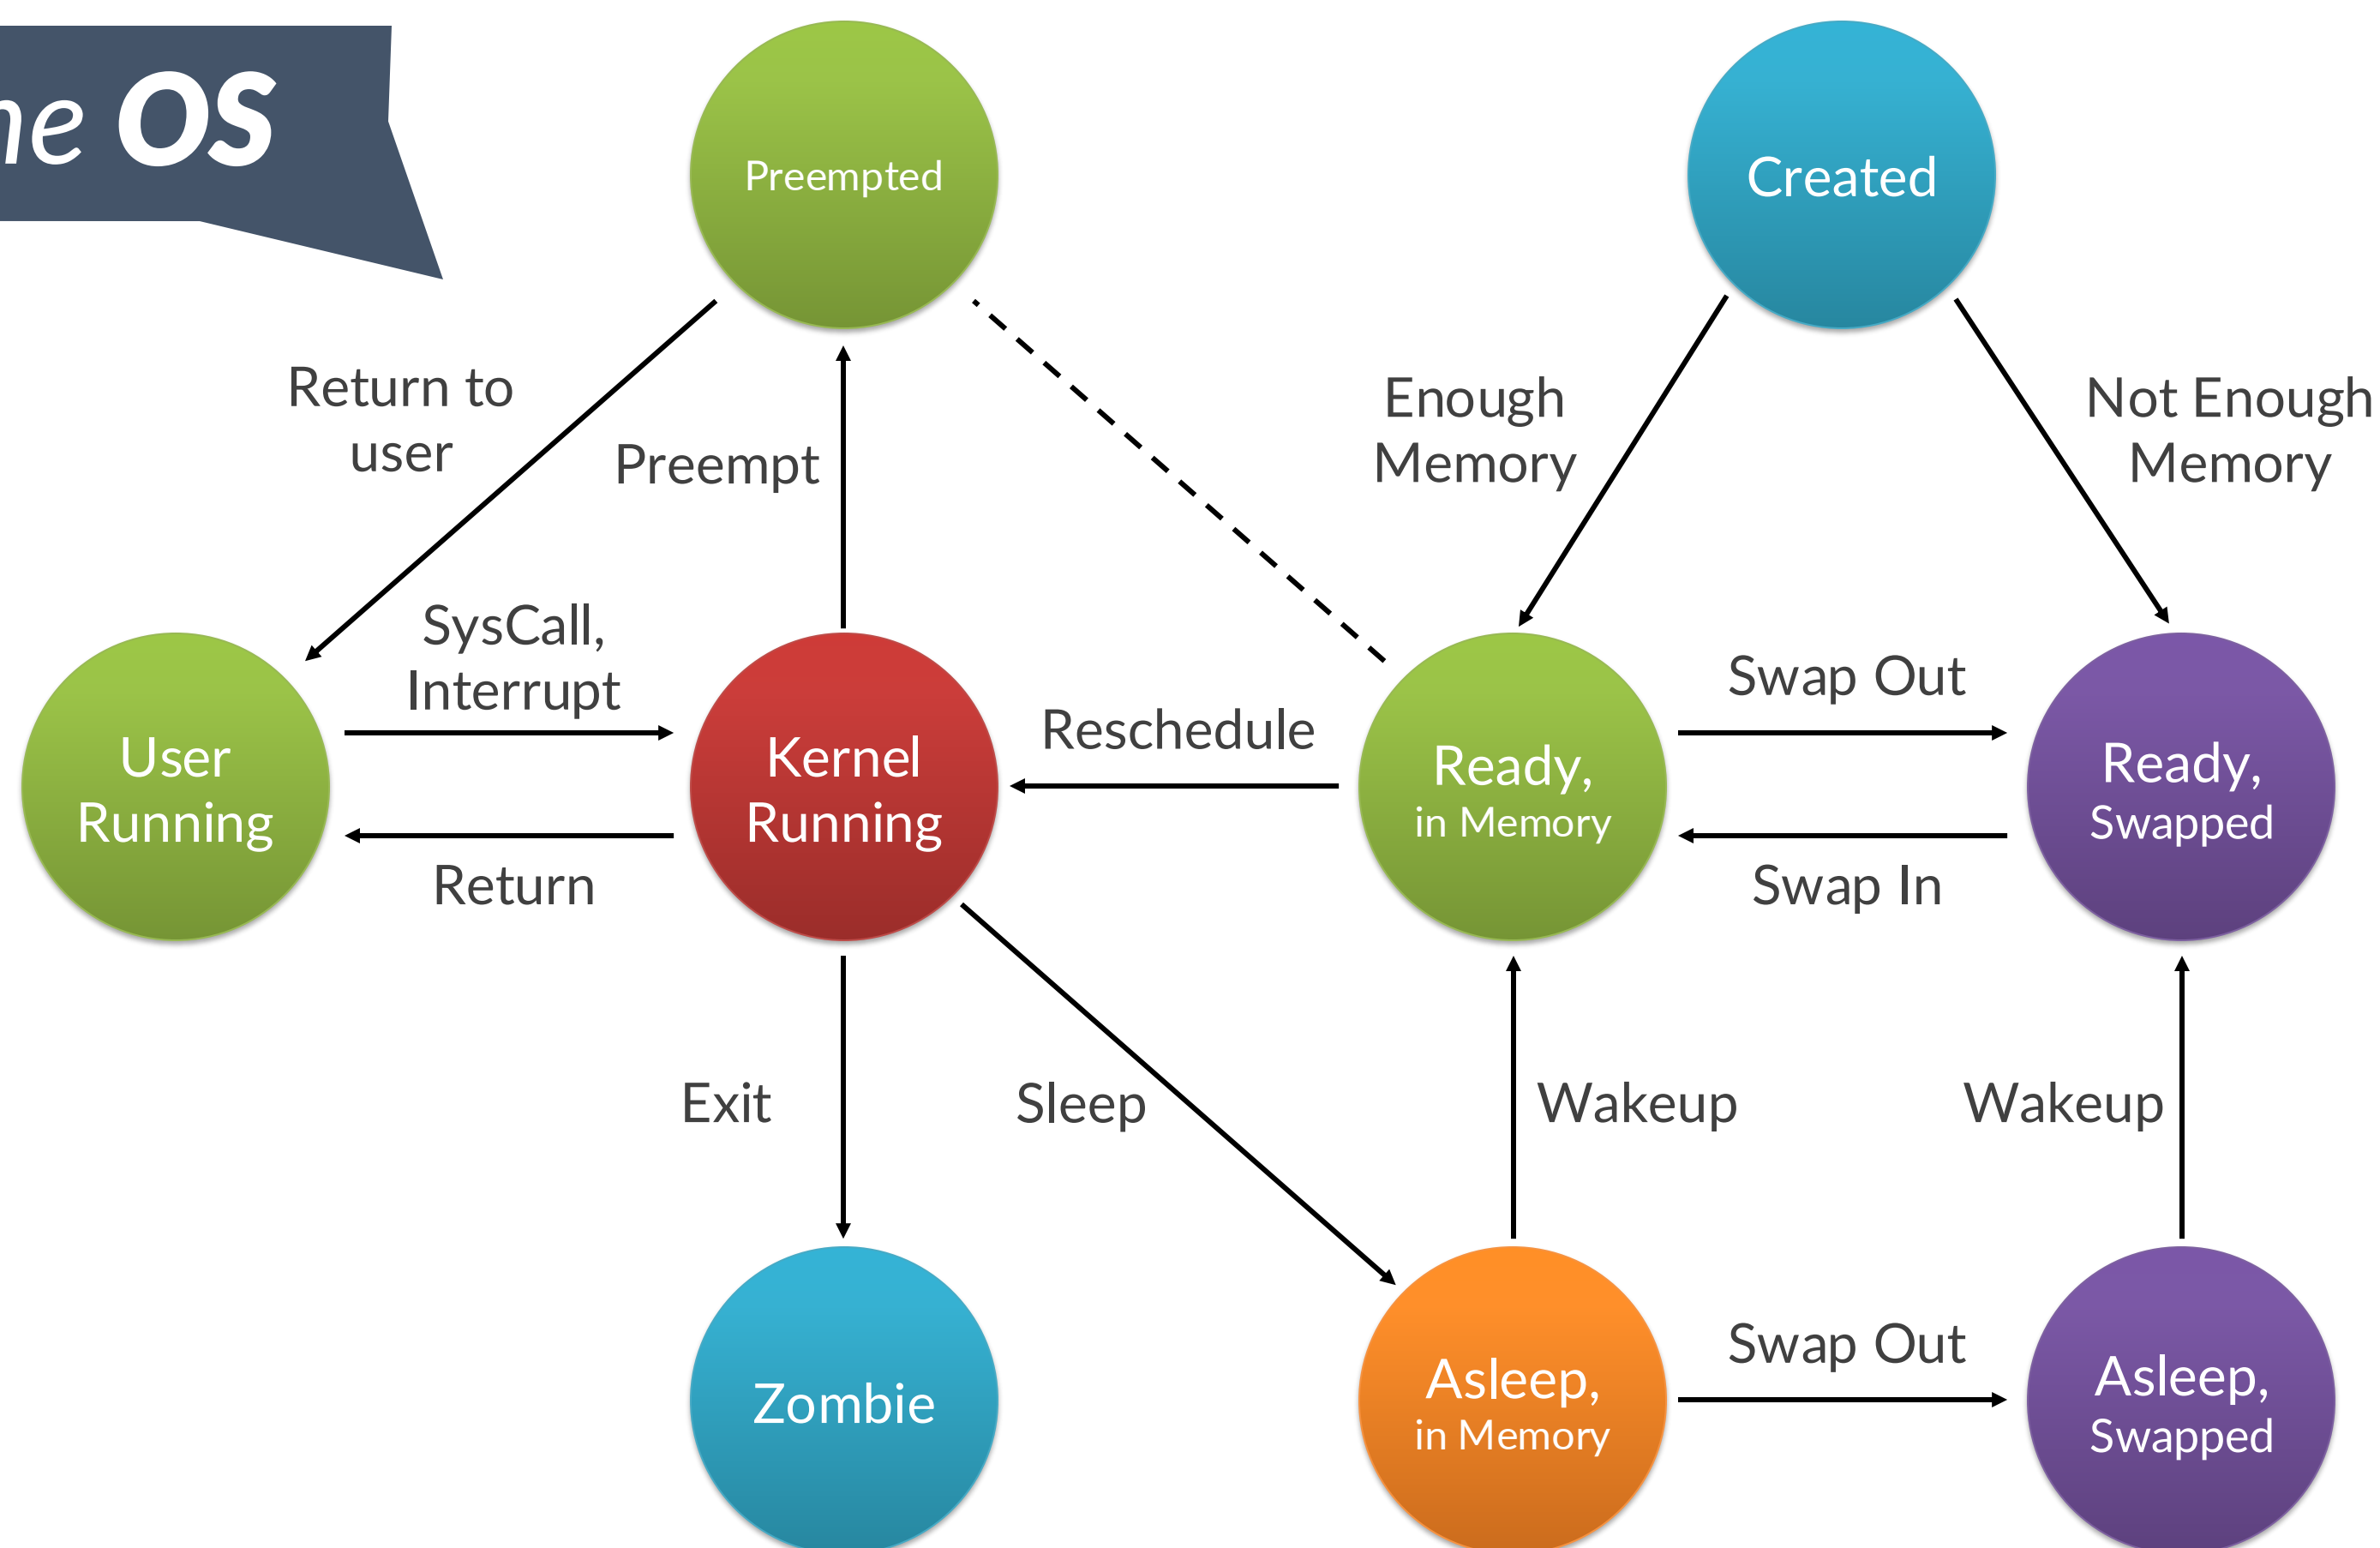 OS
Preempted
Created
Return to
user
Preempt
Enough
Memory
Not Enough
Memory
SysCall,
Interrupt
User
Running
Return
Kernel
Running
Reschedule
Ready,
in Memory
Swap Out
Swap In
Ready,
Swapped
Exit
Sleep
Wakeup
Wakeup
Zombie
Asleep,
in Memory
Swap Out
Asleep,
Swapped